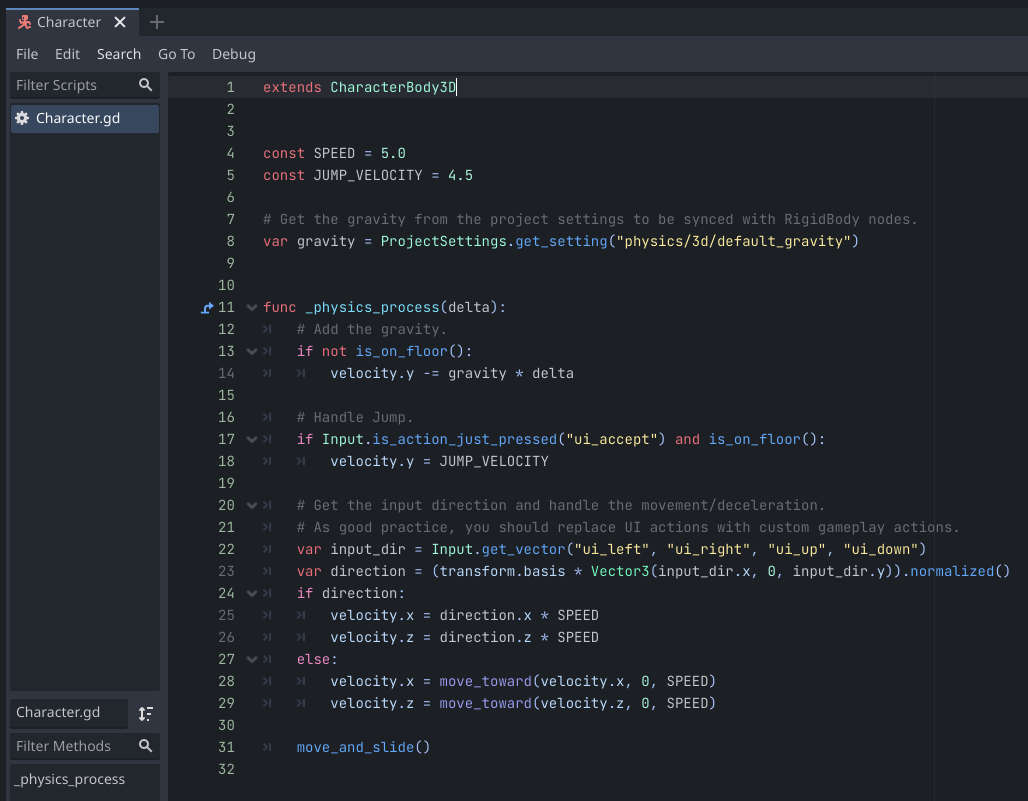 Character
File Edit Search Go To Debug
Filter Scripts
Character.gd
1 extends CharacterBody3D
2
3
4 const SPEED = 5.0
5 const JUMP_VELOCITY = 4.5
6
7 # Get the gravity from the project settings to be synced with RigidBody nodes.
8 var gravity = ProjectSettings.get_setting("physics/3d/default_gravity")
9
10
11 func _physics_process(delta):
12 # Add the gravity.
13 if not is_on_floor():
14 velocity.y -= gravity * delta
15
16 # Handle Jump.
17 if Input.is_action_just_pressed("ui_accept") and is_on_floor():
18 velocity.y = JUMP_VELOCITY
19
20 # Get the input direction and handle the movement/deceleration.
21 # As good practice, you should replace UI actions with custom gameplay actions.
22 var input_dir = Input.get_vector("ui_left", "ui_right", "ui_up", "ui_down")
23 var direction = (transform.basis * Vector3(input_dir.x, 0, input_dir.y)).normalized()
24 if direction:
25 velocity.x = direction.x * SPEED
26 velocity.z = direction.z * SPEED
27 else:
28 velocity.x = move_toward(velocity.x, 0, SPEED)
29 velocity.z = move_toward(velocity.z, 0, SPEED)
30
31 move_and_slide()
32
Character.gd
Filter Methods
_physics_process